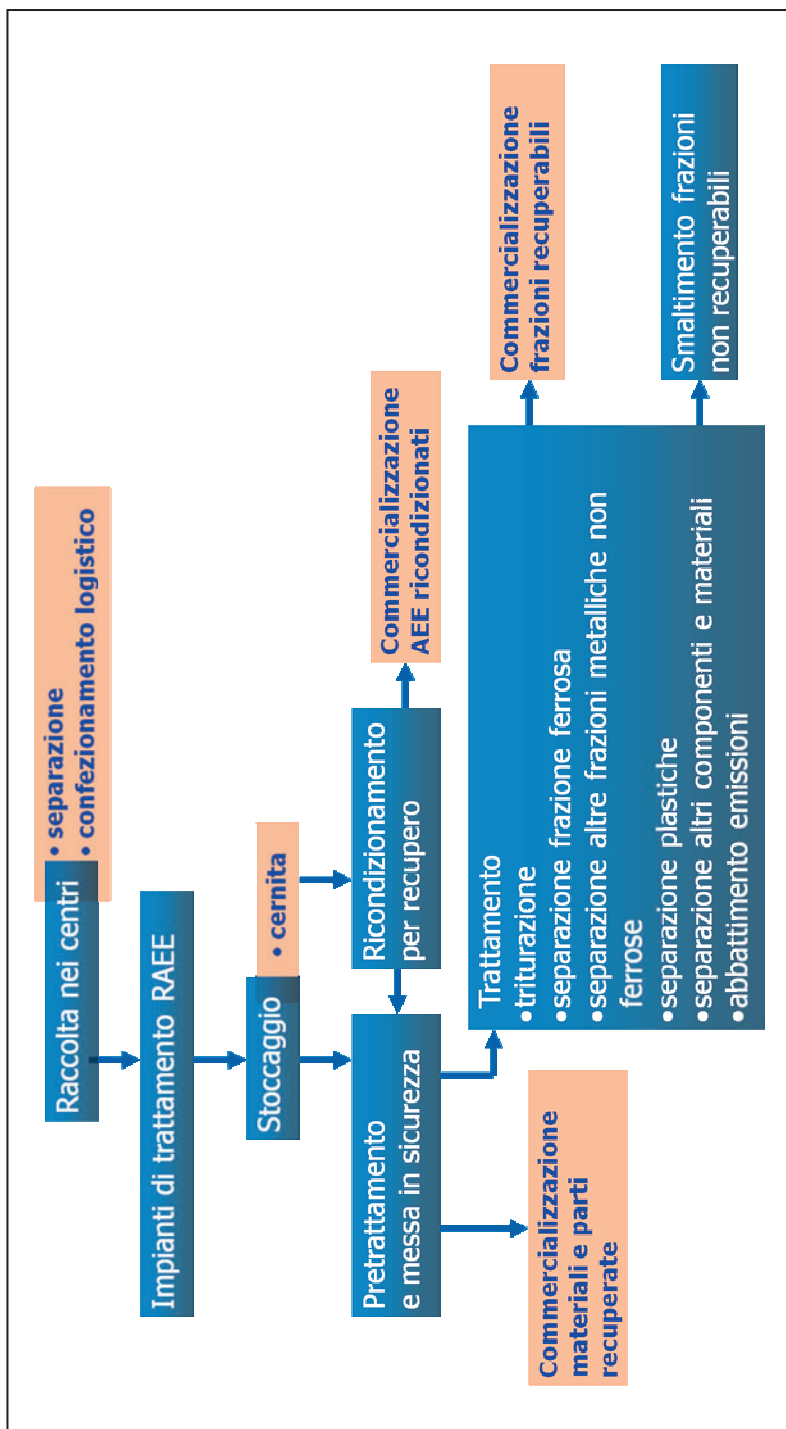 Raccolta nei centri
• separazione
• confezionamento logistico
Impianti di trattamento RAEE
Stoccaggio
• cernita
Pretrattamento
e messa in sicurezza
Ricondizionamento
per recupero
Commercializzazione
AEE ricondizionati
Commercializzazione
materiali e parti
recuperate
Trattamento
•triturazione
•separazione frazione ferrosa
•separazione altre frazioni metalliche non
ferrose
•separazione plastiche
•separazione altri componenti e materiali
•abbattimento emissioni
Commercializzazione
frazioni recuperabili
Smaltimento frazioni
non recuperabili